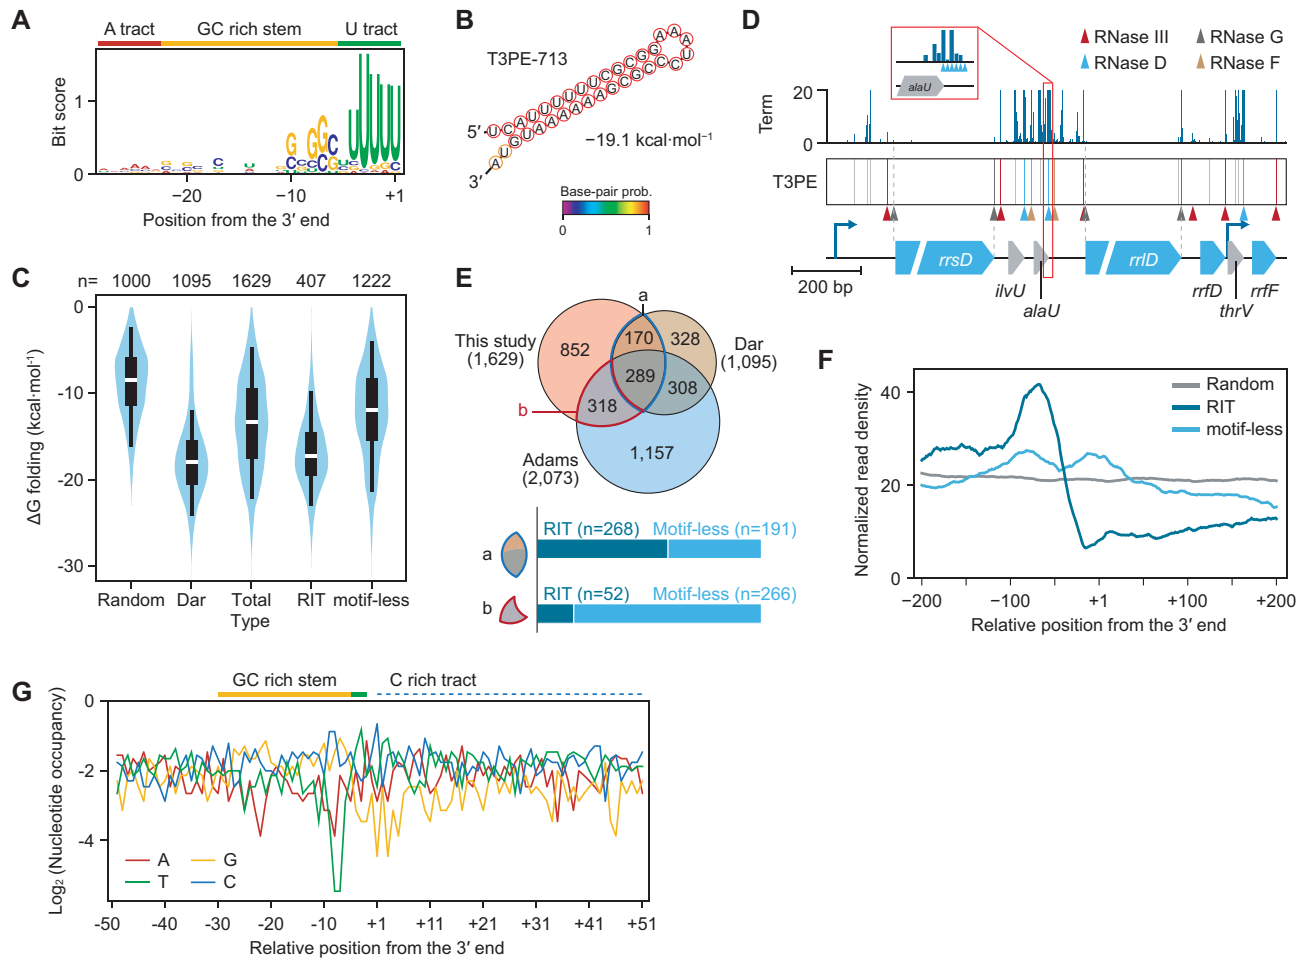 A
A tract GC rich stem U tract
Bit score
1
0
−20 −10 +1
Position from the 3′ end
B
T3PE-713
5′
3′
−19.1 kcal·mol⁻¹
Base-pair prob.
0 1
D
RNase III RNase G
RNase D RNase F
alaU
Term
20 20
0 0
T3PE
rrsD rrlD
200 bp
ilvU
alaU
rrfD
thrV
rrfF
C
n= 1000 1095 1629 407 1222
ΔG folding (kcal·mol⁻¹)
0
-10
-20
-30
Random Dar Total RIT motif-less
Type
E
a
This study
(1,629)
852
170
328
Dar
(1,095)
289
318
308
b
Adams
(2,073)
1,157
RIT (n=268) Motif-less (n=191)
a
RIT (n=52) Motif-less (n=266)
b
F
Random
RIT
motif-less
Normalized read density
40
20
0
−200 −100 +1 +100 +200
Relative position from the 3′ end
G
GC rich stem C rich tract
Log₂ (Nucleotide occupancy)
0
-2
-4
A G
T C
-50 -40 -30 -20 -10 +1 +11 +21 +31 +41 +51
Relative position from the 3′ end